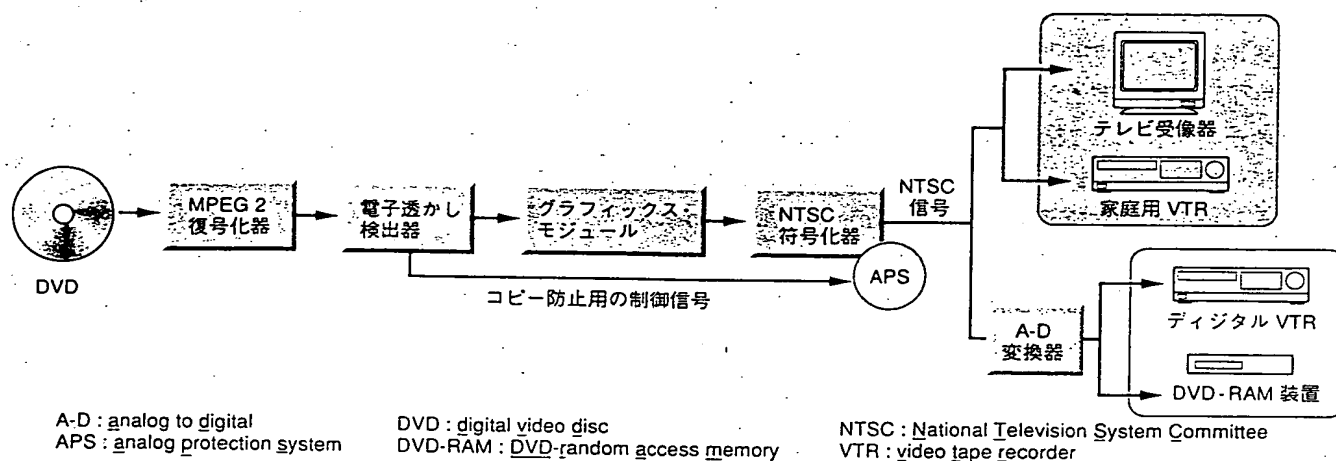 DVD
MPEG 2
復号化器
電子透かし
検出器
グラフィックス・
モジュール
NTSC
符号化器
APS
コピー防止用の制御信号
NTSC
信号
テレビ受像器
家庭用 VTR
A-D
変換器
ディジタル VTR
DVD-RAM 装置
A-D : analog to digital
APS : analog protection system
DVD : digital video disc
DVD-RAM : DVD-random access memory
NTSC : National Television System Committee
VTR : video tape recorder